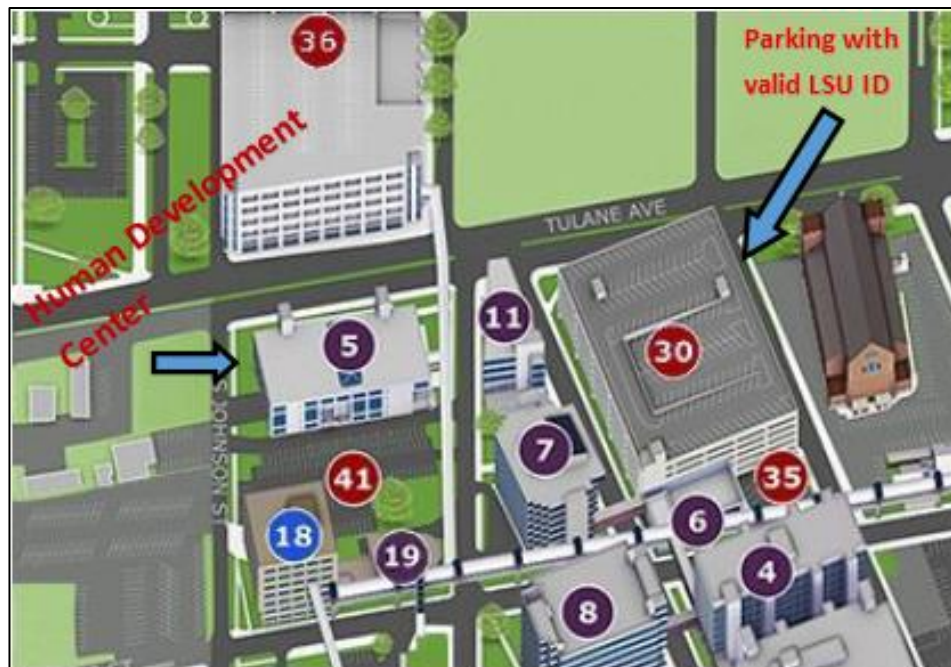 36
Parking with
valid LSU ID
Human Development
Center
TULANE AVE
11
5
30
7
41
35
6
18
19
4
8
S JOHNSON ST